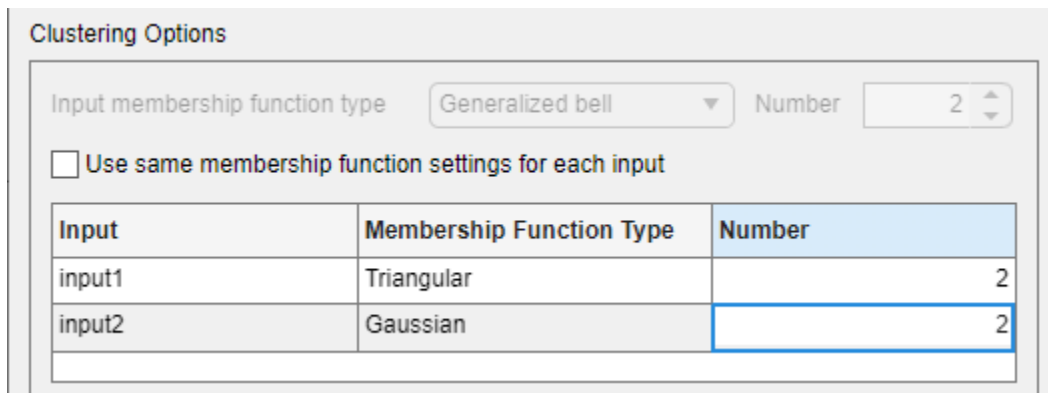 Clustering Options
Input membership function type Generalized bell Number 2
Use same membership function settings for each input
Input Membership Function Type Number
input1 Triangular 2
input2 Gaussian 2